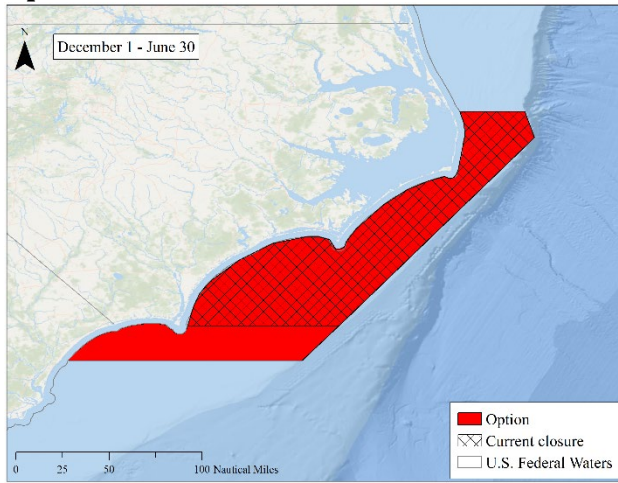 N
December 1 - June 30
Option
Current closure
U.S. Federal Waters
0 25 50 100 Nautical Miles